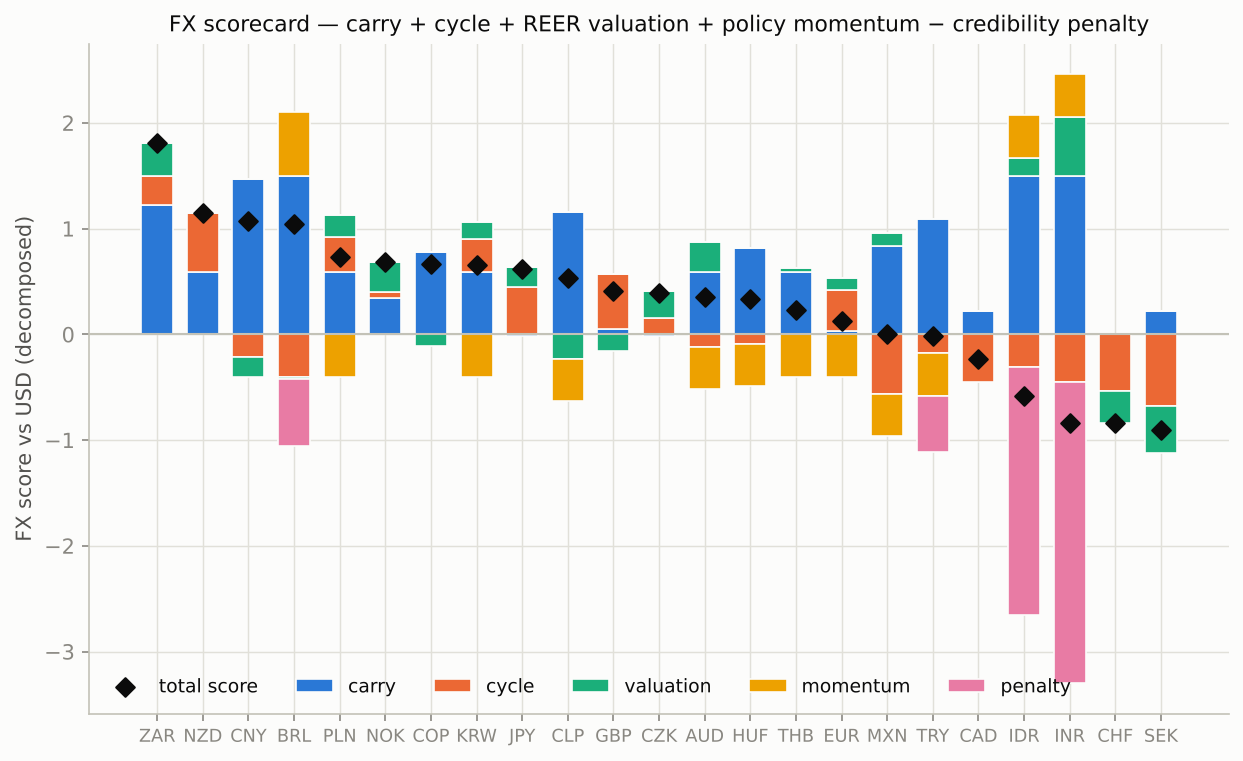 FX scorecard — carry + cycle + REER valuation + policy momentum − credibility penalty
FX score vs USD (decomposed)
2
1
0
−1
−2
−3
total score carry cycle valuation momentum penalty
ZAR NZD CNY BRL PLN NOK COP KRW JPY CLP GBP CZK AUD HUF THB EUR MXN TRY CAD IDR INR CHF SEK